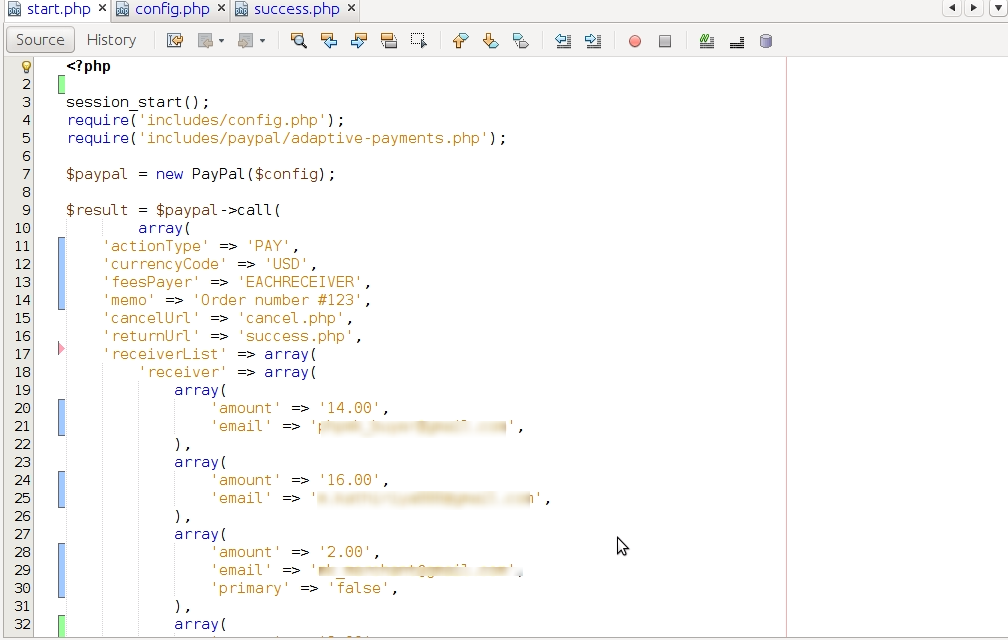 start.php config.php success.php
Source History
<?php
2
3 session_start();
4 require('includes/config.php');
5 require('includes/paypal/adaptive-payments.php');
6
7 $paypal = new PayPal($config);
8
9 $result = $paypal->call(
10 array(
11 'actionType' => 'PAY',
12 'currencyCode' => 'USD',
13 'feesPayer' => 'EACHRECEIVER',
14 'memo' => 'Order number #123',
15 'cancelUrl' => 'cancel.php',
16 'returnUrl' => 'success.php',
17 'receiverList' => array(
18 'receiver' => array(
19 array(
20 'amount' => '14.00',
21 'email' => ' ',
22 ),
23 array(
24 'amount' => '16.00',
25 'email' => ' ',
26 ),
27 array(
28 'amount' => '2.00',
29 'email' => ' ',
30 'primary' => 'false',
31 ),
32 array(